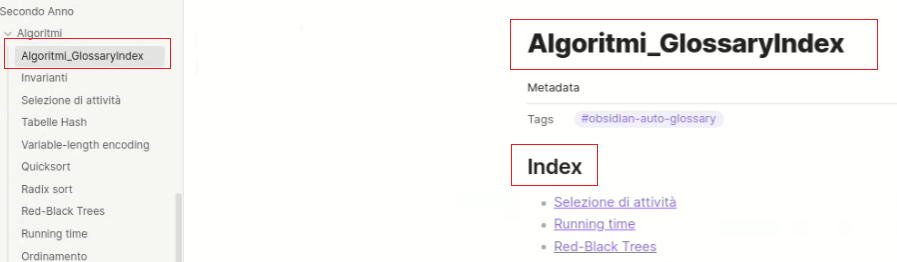 Secondo Anno
Algoritmi
Algoritmi_GlossaryIndex
Invarianti
Selezione di attività
Tabelle Hash
Variable-length encoding
Quicksort
Radix sort
Red-Black Trees
Running time
Ordinamento
Algoritmi_GlossaryIndex
Metadata
Tags #obsidian-auto-glossary
Index
Selezione di attività
Running time
Red-Black Trees